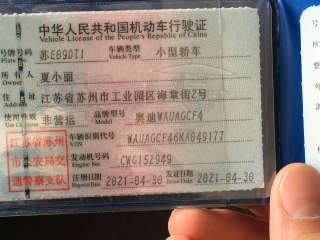 中华人民共和国机动车行驶证
Vehicle License of the People's Republic of China
号牌号码 苏E09DT1 车辆类型 小型轿车
Plate No. Vehicle Type
所有人 夏小丽
Owner
住址 江苏省苏州市工业园区海棠街2号
Address
使用性质 非营运 品牌型号 奥迪WAUAGCF4
Use Character Model
江苏省苏州 车辆识别代号 WAUAGCF46MA049177
VIN
市公安局交 发动机号码 CWG152949
Engine No.
通警察支队 注册日期 2021-04-30 发证日期 2021-04-30
Register Date Issue Date